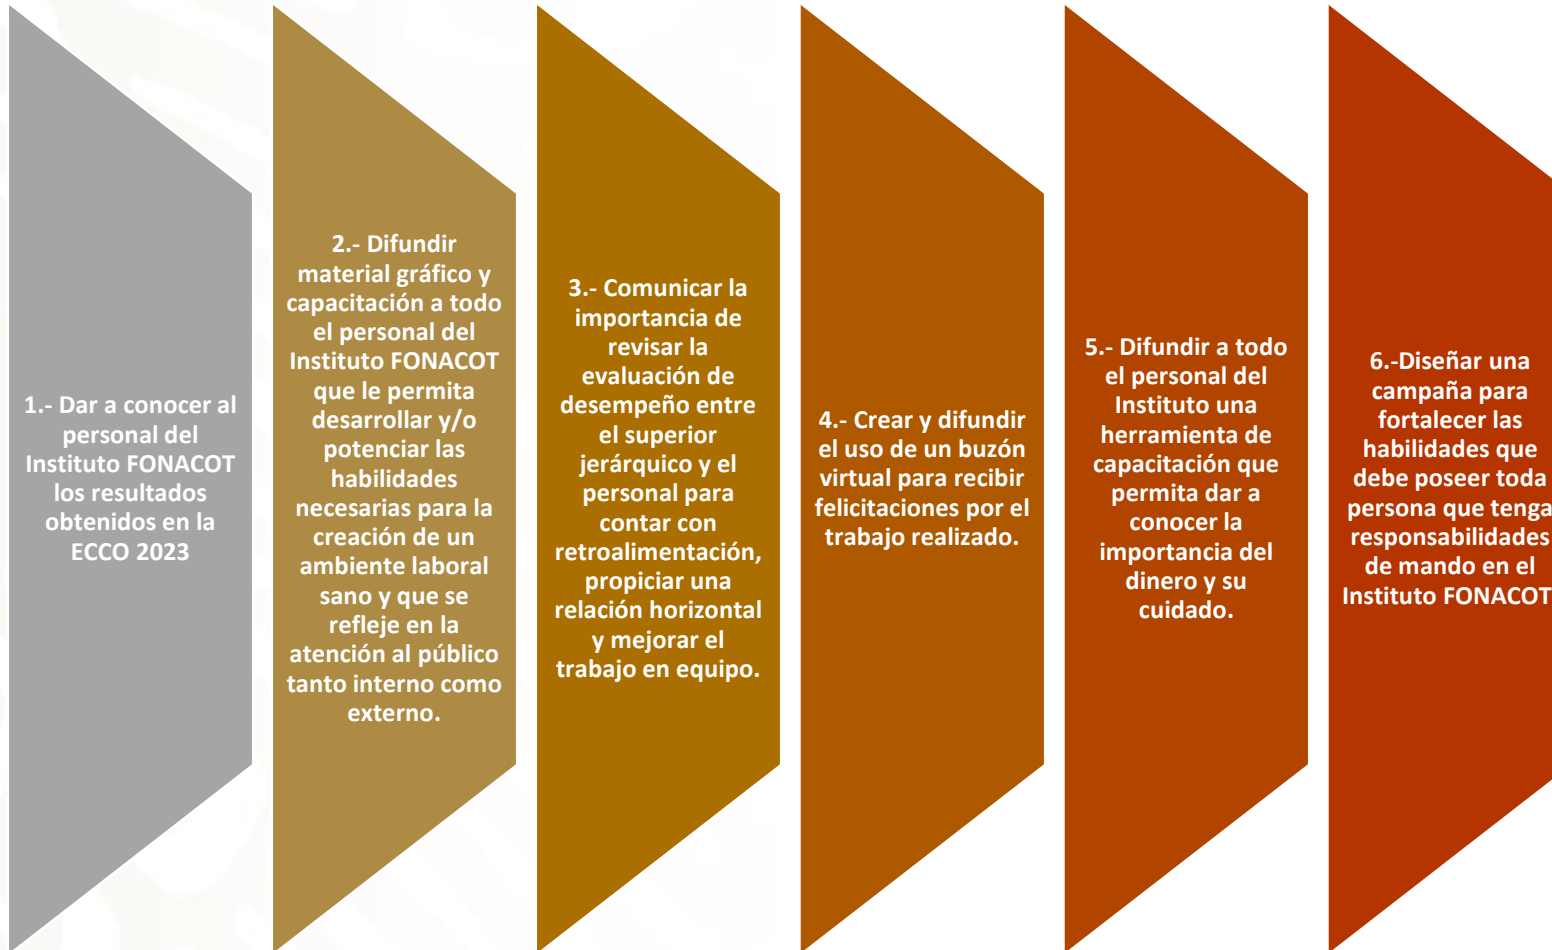 1.- Dar a conocer al
personal del
Instituto FONACOT
los resultados
obtenidos en la
ECCO 2023
2.- Difundir
material gráfico y
capacitación a todo
el personal del
Instituto FONACOT
que le permita
desarrollar y/o
potenciar las
habilidades
necesarias para la
creación de un
ambiente laboral
sano y que se
refleje en la
atención al público
tanto interno como
externo.
3.- Comunicar la
importancia de
revisar la
evaluación de
desempeño entre
el superior
jerárquico y el
personal para
contar con
retroalimentación,
propiciar una
relación horizontal
y mejorar el
trabajo en equipo.
4.- Crear y difundir
el uso de un buzón
virtual para recibir
felicitaciones por el
trabajo realizado.
5.- Difundir a todo
el personal del
Instituto una
herramienta de
capacitación que
permita dar a
conocer la
importancia del
dinero y su
cuidado.
6.-Diseñar una
campaña para
fortalecer las
habilidades que
debe poseer toda
persona que tenga
responsabilidades
de mando en el
Instituto FONACOT